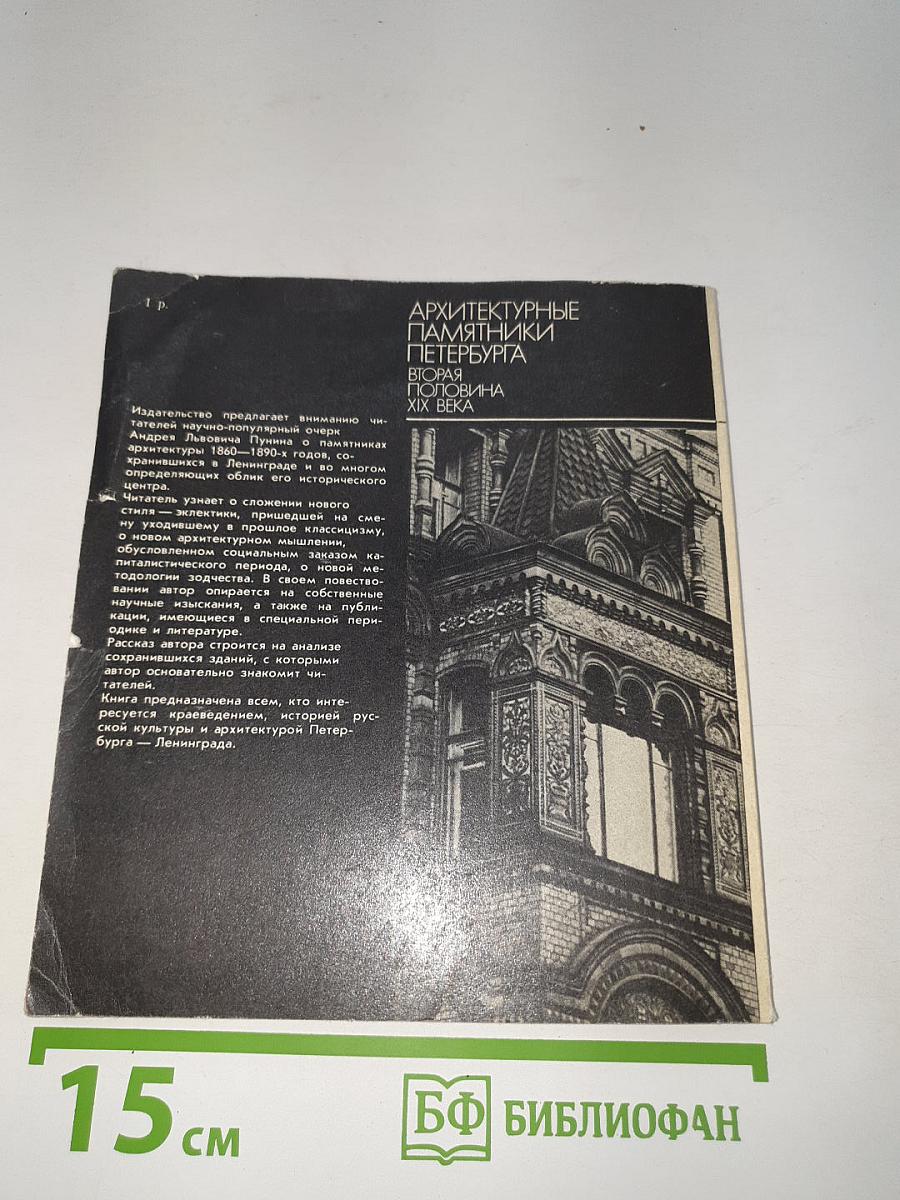 1 р.
АРХИТЕКТУРНЫЕ
ПАМЯТНИКИ
ПЕТЕРБУРГА
ВТОРАЯ
ПОЛОВИНА
XIX ВЕКА
Издательство предлагает вниманию чи-
тателей научно-популярный очерк
Андрея Львовича Пунина о памятниках
архитектуры 1860—1890-х годов, со-
хранившихся в Ленинграде и во многом
определяющих облик его исторического
центра.
Читатель узнает о сложении нового
стиля — эклектики, пришедшей на сме-
ну уходившему в прошлое классицизму,
о новом архитектурном мышлении,
обусловленном социальным заказом ка-
питалистического периода, о новой ме-
тодологии зодчества. В своем повество-
вании автор опирается на собственные
научные изыскания, а также на публи-
кации, имеющиеся в специальной пери-
одике и литературе.
Рассказ автора строится на анализе
сохранившихся зданий, с которыми
автор основательно знакомит чи-
тателей.
Книга предназначена всем, кто инте-
ресуется краеведением, историей рус-
ской культуры и архитектурой Петер-
бурга — Ленинграда.
15 см
БФ БИБЛИОФАН